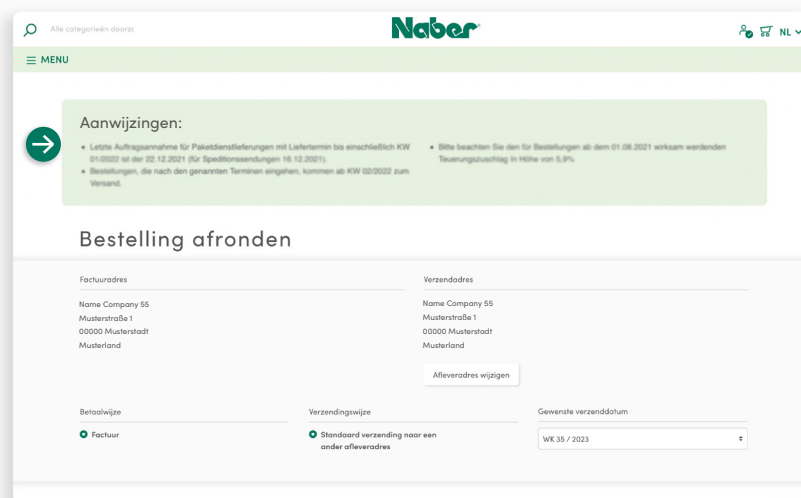 Alle categorieën doorzo
Naber
NL
MENU
Aanwijzingen:
Letzte Auftragsannahme für Paketdienstlieferungen mit Liefertermin bis einschließlich KW
01/2022 ist der 22.12.2021 (für Speditionssendungen 16.12.2021).
Bestellungen, die nach den genannten Terminen eingehen, kommen ab KW 02/2022 zum
Versand.
Bitte beachten Sie den für Bestellungen ab dem 01.08.2021 wirksam werdenden
Teuerungszuschlag in Höhe von 5,9%
Bestelling afronden
Factuuradres
Name Company 55
Musterstraße 1
00000 Musterstadt
Musterland
Verzendadres
Name Company 55
Musterstraße 1
00000 Musterstadt
Musterland
Afleveradres wijzigen
Betaalwijze
Factuur
Verzendingswijze
Standaard verzending naar een
ander afleveradres
Gewenste verzenddatum
WK 35 / 2023